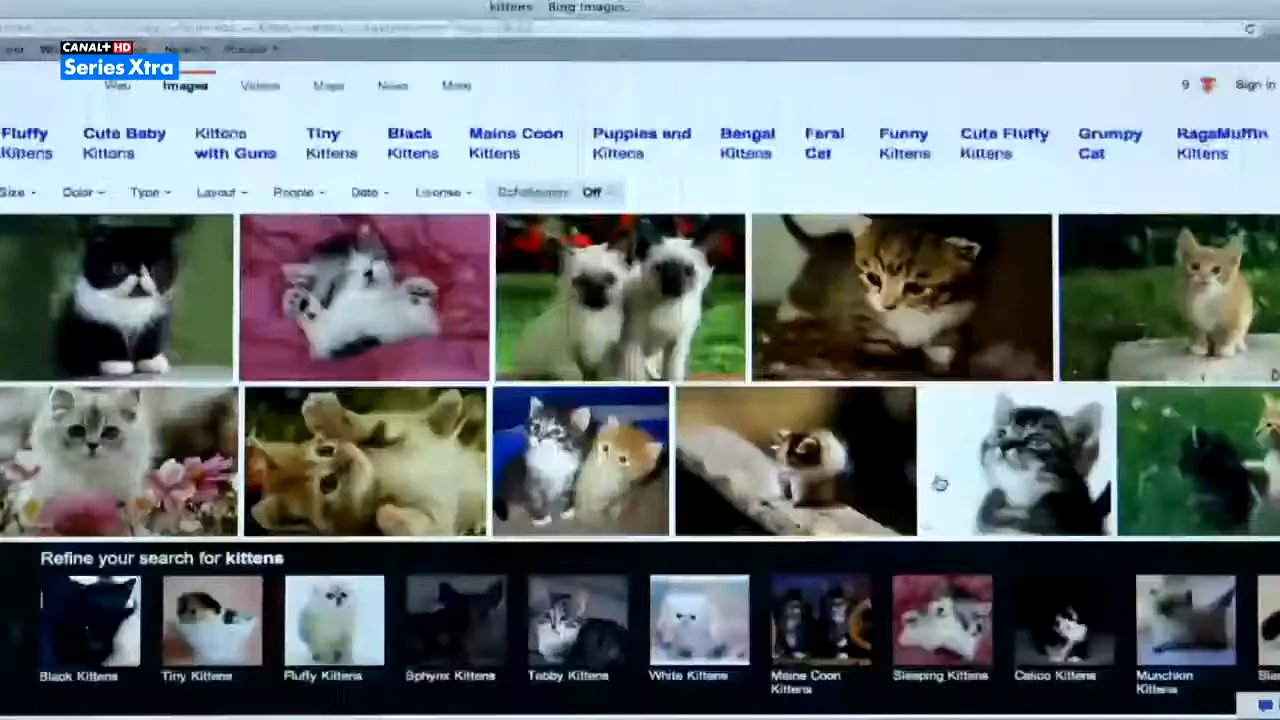 kittens - Bing Images
CANAL+ HD
Series Xtra
Web Images Videos Maps News More
9 Sign in
Fluffy Kittens
Cute Baby Kittens
Kittens with Guns
Tiny Kittens
Black Kittens
Maine Coon Kittens
Puppies and Kittens
Bengal Kittens
Feral Cat
Funny Kittens
Cute Fluffy Kittens
Grumpy Cat
RagaMuffin Kittens
Size Color Type Layout People Date License Off
Refine your search for kittens
Black Kittens
Tiny Kittens
Fluffy Kittens
Sphynx Kittens
Tabby Kittens
White Kittens
Maine Coon Kittens
Sleeping Kittens
Calico Kittens
Munchkin Kittens